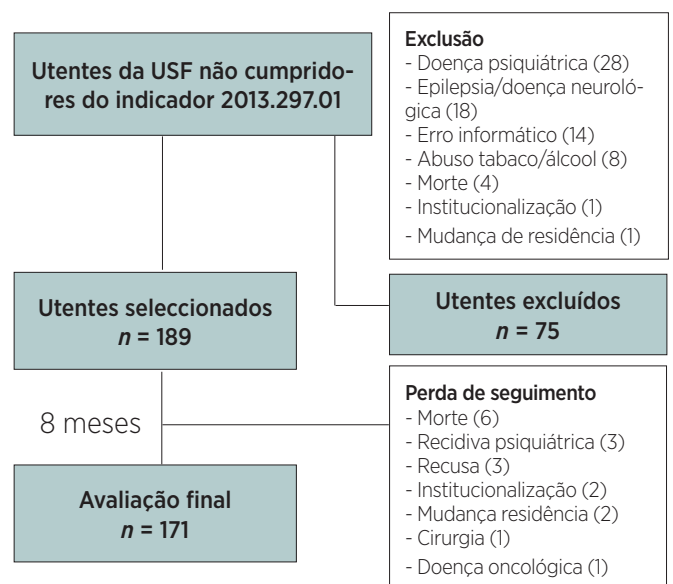 Utentes da USF não cumprido-
res do indicador 2013.297.01
Exclusão
- Doença psiquiátrica (28)
- Epilepsia/doença neuroló-
gica (18)
- Erro informático (14)
- Abuso tabaco/álcool (8)
- Morte (4)
- Institucionalização (1)
- Mudança de residência (1)
Utentes seleccionados
n = 189
Utentes excluídos
n = 75
8 meses
Perda de seguimento
- Morte (6)
- Recidiva psiquiátrica (3)
- Recusa (3)
- Institucionalização (2)
- Mudança residência (2)
- Cirurgia (1)
- Doença oncológica (1)
Avaliação final
n = 171